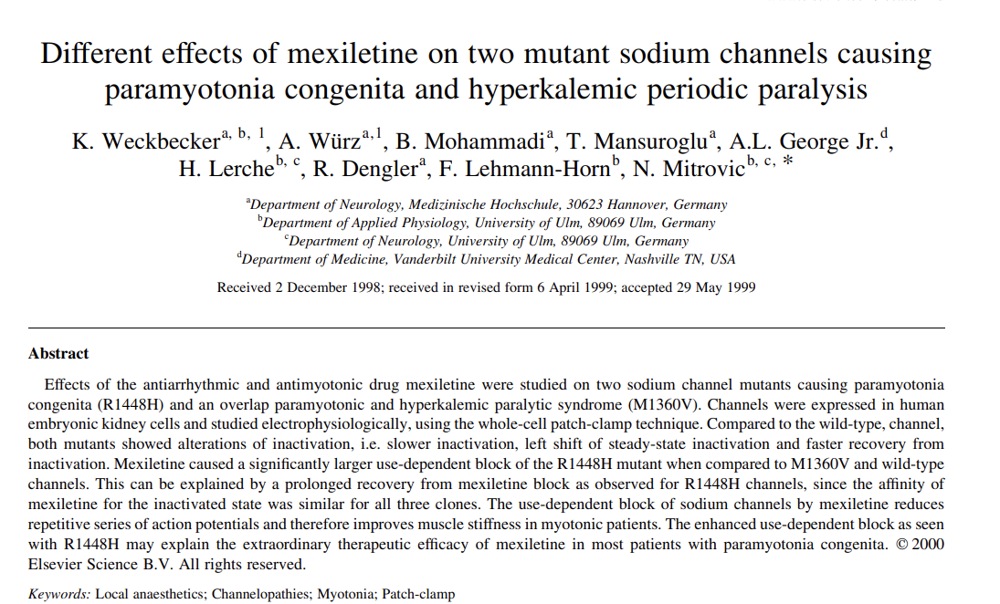 Different effects of mexiletine on two mutant sodium channels causing
paramyotonia congenita and hyperkalemic periodic paralysis
K. Weckbecker a, b, 1, A. Würz a,1, B. Mohammadi a, T. Mansuroglu a, A.L. George Jr. d,
H. Lerche b, c, R. Dengler a, F. Lehmann-Horn b, N. Mitrovic b, c, *
a Department of Neurology, Medizinische Hochschule, 30623 Hannover, Germany
b Department of Applied Physiology, University of Ulm, 89069 Ulm, Germany
c Department of Neurology, University of Ulm, 89069 Ulm, Germany
d Department of Medicine, Vanderbilt University Medical Center, Nashville TN, USA
Received 2 December 1998; received in revised form 6 April 1999; accepted 29 May 1999
Abstract
Effects of the antiarrhythmic and antimyotonic drug mexiletine were studied on two sodium channel mutants causing paramyotonia
congenita (R1448H) and an overlap paramyotonic and hyperkalemic paralytic syndrome (M1360V). Channels were expressed in human
embryonic kidney cells and studied electrophysiologically, using the whole-cell patch-clamp technique. Compared to the wild-type, channel,
both mutants showed alterations of inactivation, i.e. slower inactivation, left shift of steady-state inactivation and faster recovery from
inactivation. Mexiletine caused a significantly larger use-dependent block of the R1448H mutant when compared to M1360V and wild-type
channels. This can be explained by a prolonged recovery from mexiletine block as observed for R1448H channels, since the affinity of
mexiletine for the inactivated state was similar for all three clones. The use-dependent block of sodium channels by mexiletine reduces
repetitive series of action potentials and therefore improves muscle stiffness in myotonic patients. The enhanced use-dependent block as seen
with R1448H may explain the extraordinary therapeutic efficacy of mexiletine in most patients with paramyotonia congenita. © 2000
Elsevier Science B.V. All rights reserved.
Keywords: Local anaesthetics; Channelopathies; Myotonia; Patch-clamp